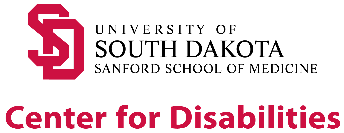 UNIVERSITY OF
SOUTH DAKOTA
SANFORD SCHOOL OF MEDICINE
Center for Disabilities